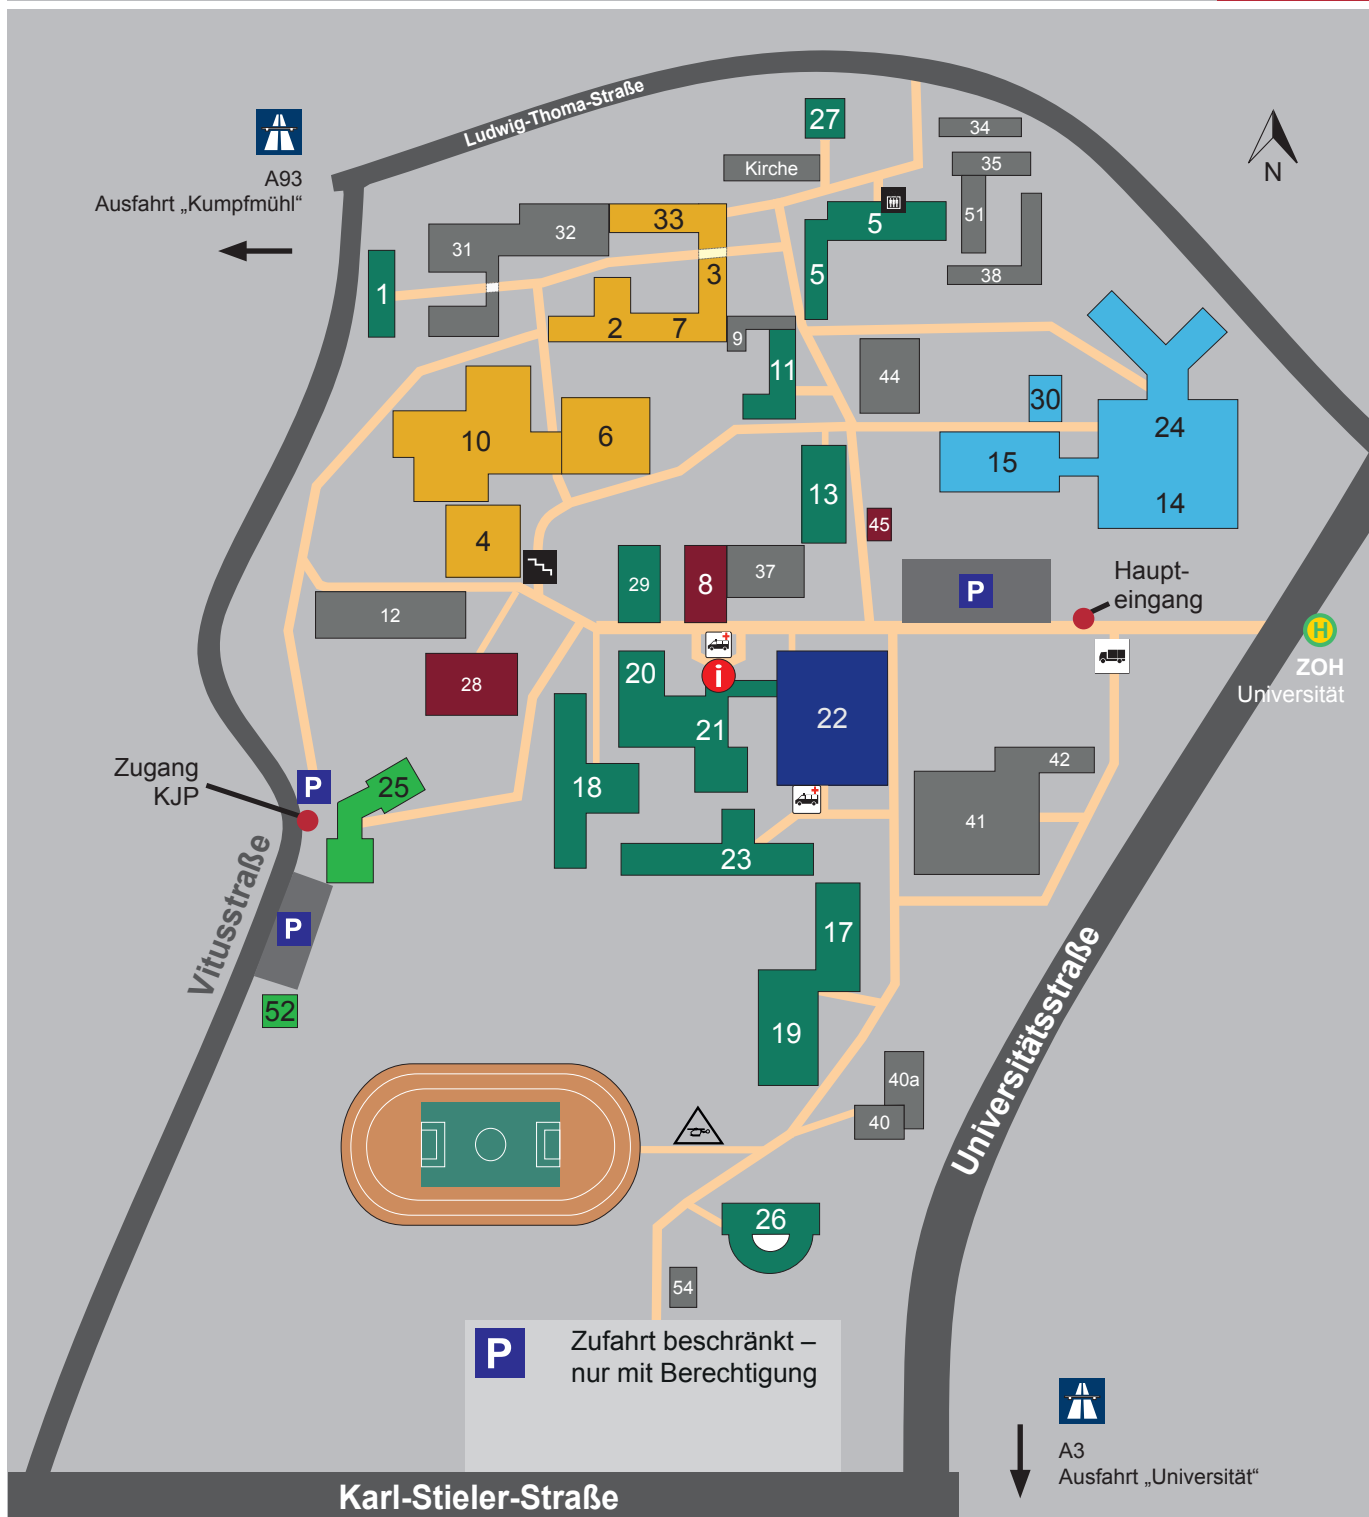 Ludwig-Thoma-Straße
A93
Ausfahrt „Kumpfmühl“
N
27
Kirche
34
35
51
38
5
5
33
32
31
1
3
2
7
9
11
44
30
24
15
14
10
6
4
13
45
29
8
37
P
Haupt-
eingang
H
ZOH
Universität
12
28
i
20
21
22
18
23
42
41
Zugang
KJP
P
25
P
52
Vitusstraße
17
19
40a
40
Universitätsstraße
26
54
P
Zufahrt beschränkt –
nur mit Berechtigung
A3
Ausfahrt „Universität“
Karl-Stieler-Straße